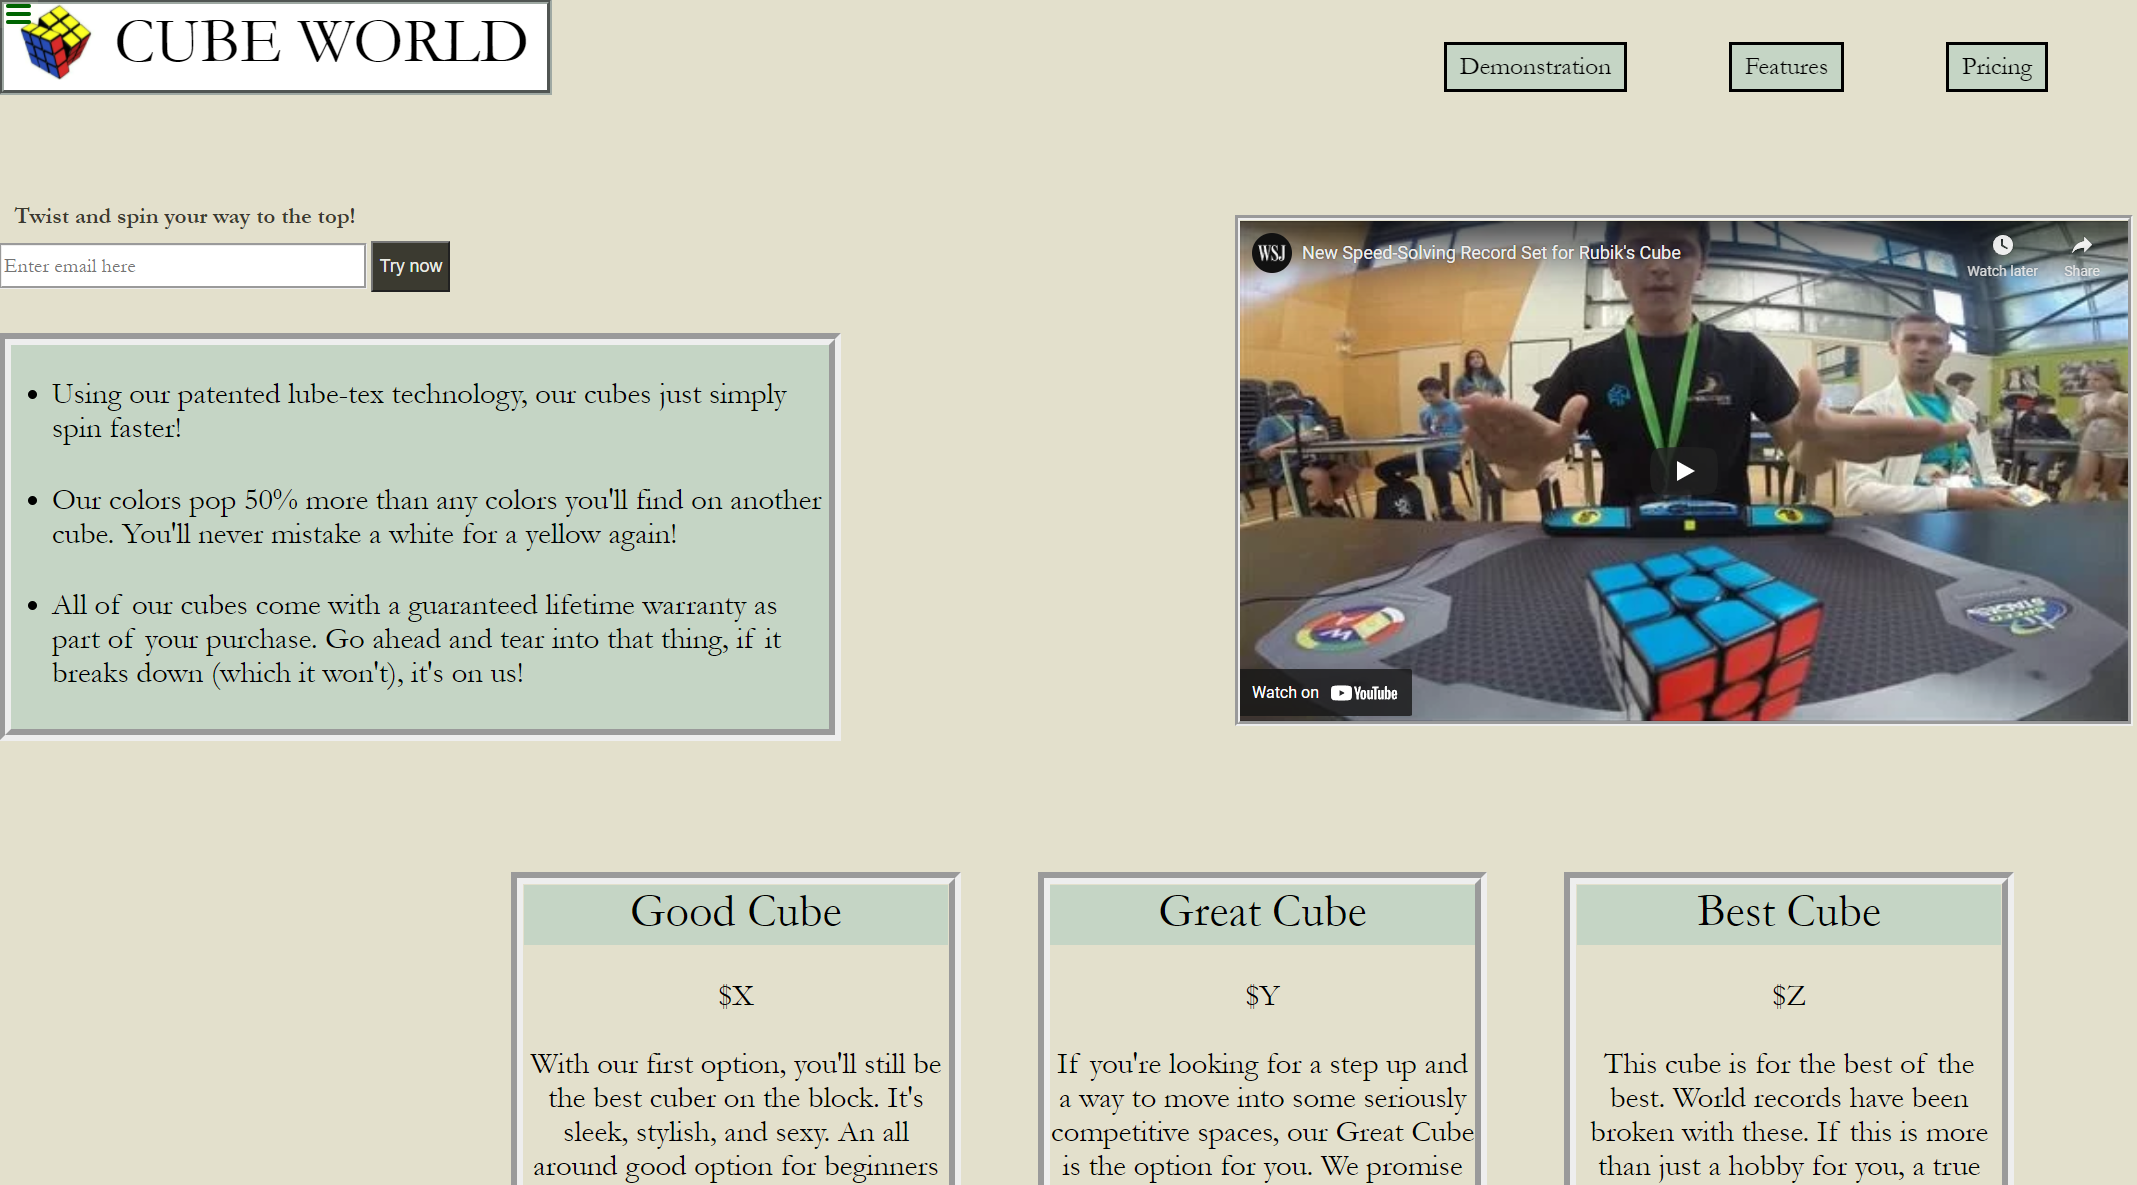 CUBE WORLD
Demonstration
Features
Pricing
Twist and spin your way to the top!
Enter email here
Try now
WSJ
New Speed-Solving Record Set for Rubik's Cube
Watch later
Share
Watch on YouTube
Using our patented lube-tex technology, our cubes just simply
spin faster!
Our colors pop 50% more than any colors you'll find on another
cube. You'll never mistake a white for a yellow again!
All of our cubes come with a guaranteed lifetime warranty as
part of your purchase. Go ahead and tear into that thing, if it
breaks down (which it won't), it's on us!
Good Cube
$X
With our first option, you'll still be
the best cuber on the block. It's
sleek, stylish, and sexy. An all
around good option for beginners
Great Cube
$Y
If you're looking for a step up and
a way to move into some seriously
competitive spaces, our Great Cube
is the option for you. We promise
Best Cube
$Z
This cube is for the best of the
best. World records have been
broken with these. If this is more
than just a hobby for you, a true